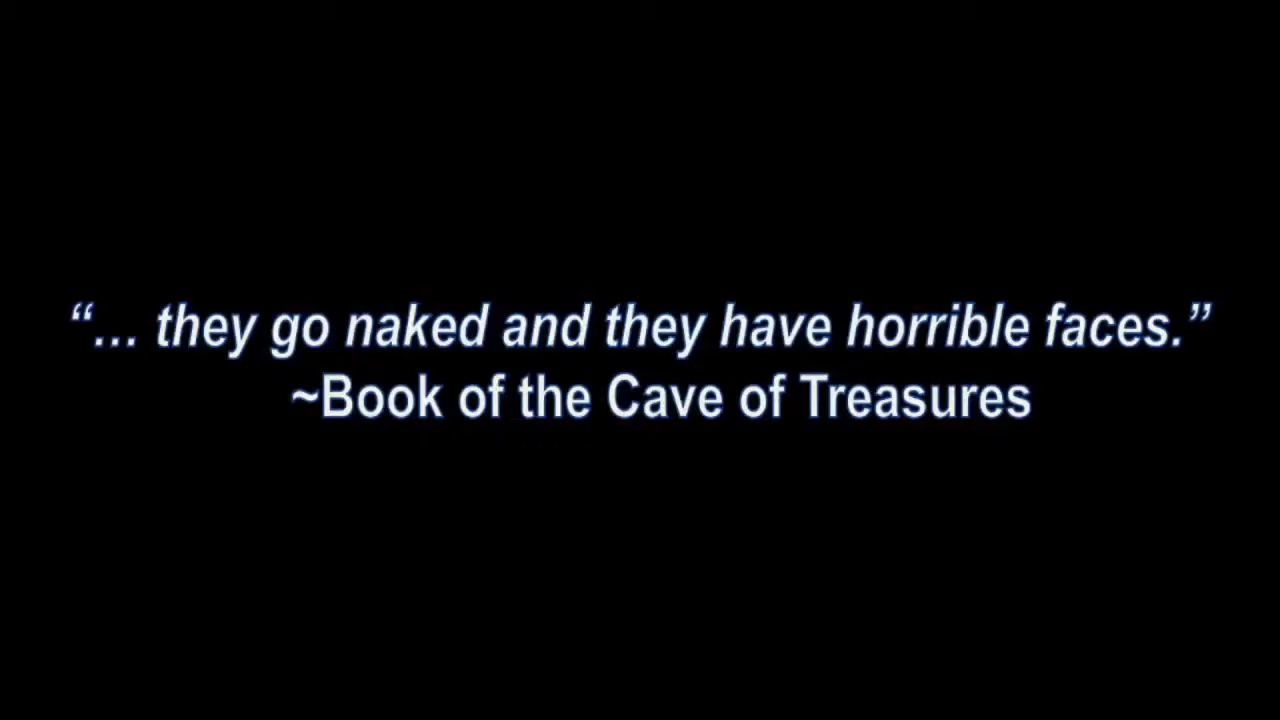 “... they go naked and they have horrible faces.”
~Book of the Cave of Treasures